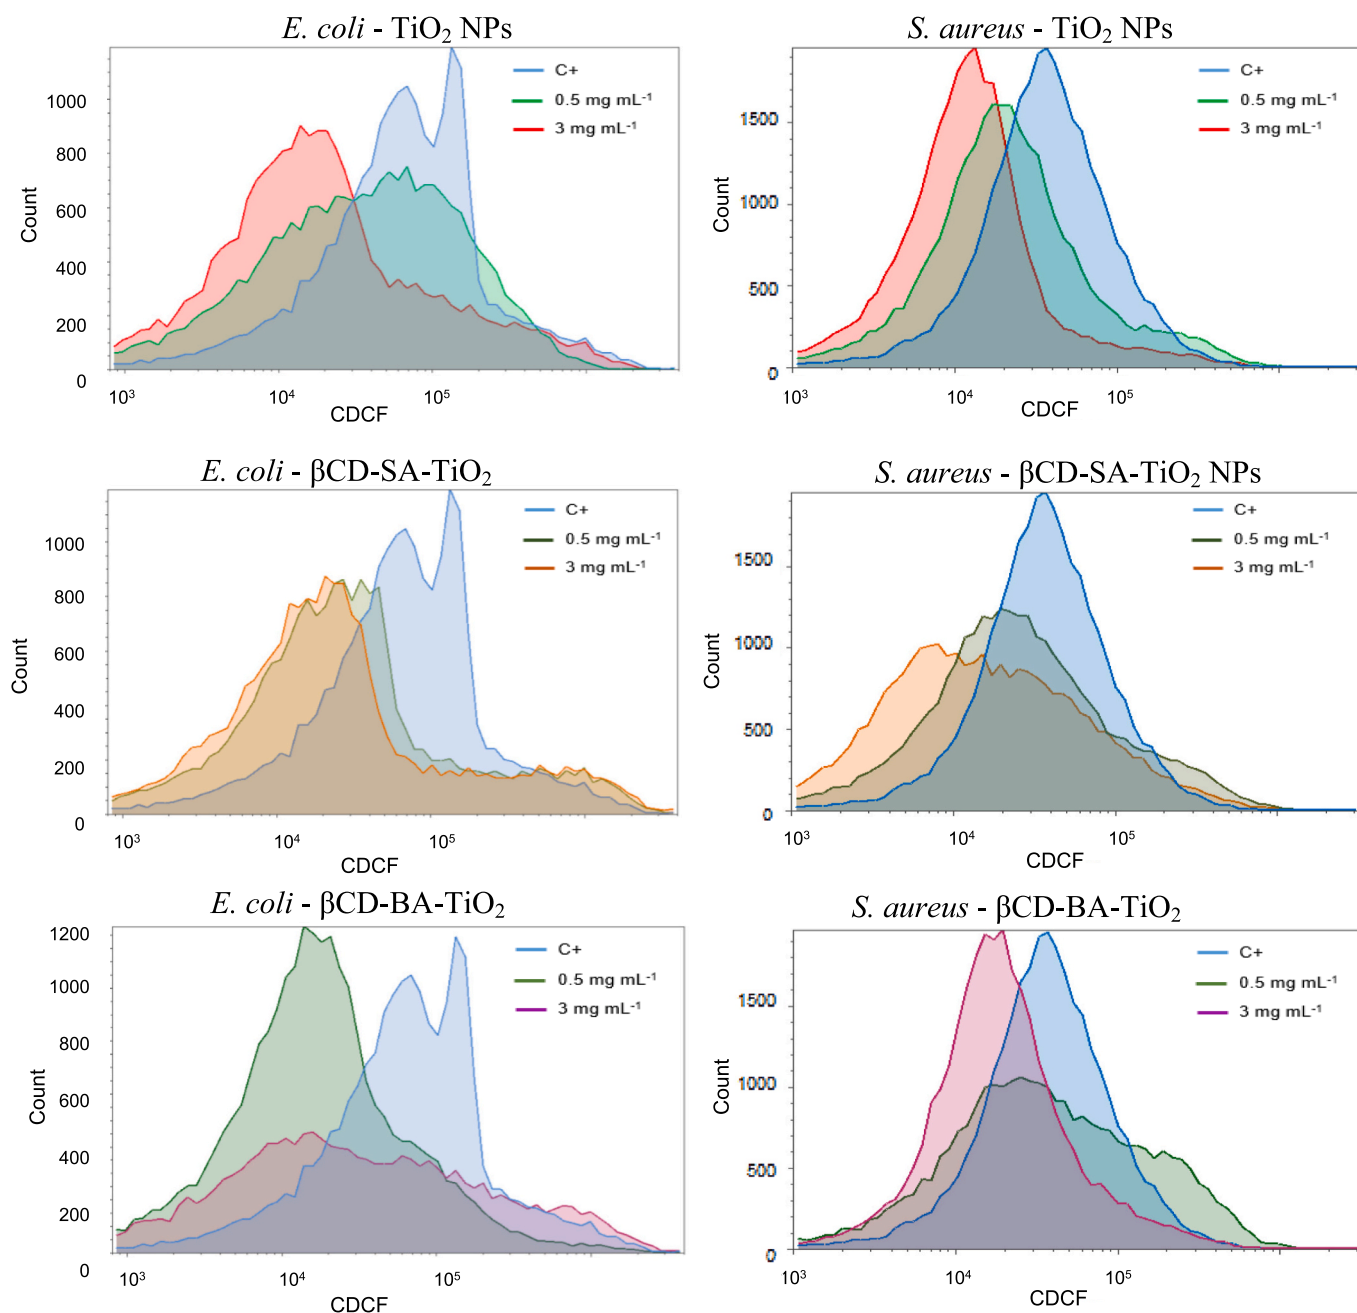 E. coli - TiO₂ NPs
C+
0.5 mg mL⁻¹
3 mg mL⁻¹
1000
800
600
400
200
0
Count
10³
10⁴
10⁵
CDCF
S. aureus - TiO₂ NPs
C+
0.5 mg mL⁻¹
3 mg mL⁻¹
1500
1000
500
0
Count
10³
10⁴
10⁵
CDCF
E. coli - βCD-SA-TiO₂
C+
0.5 mg mL⁻¹
3 mg mL⁻¹
1000
800
600
400
200
0
Count
10³
10⁴
10⁵
CDCF
S. aureus - βCD-SA-TiO₂ NPs
C+
0.5 mg mL⁻¹
3 mg mL⁻¹
1500
1000
500
0
Count
10³
10⁴
10⁵
CDCF
E. coli - βCD-BA-TiO₂
C+
0.5 mg mL⁻¹
3 mg mL⁻¹
1200
1000
800
600
400
200
0
Count
10³
10⁴
10⁵
CDCF
S. aureus - βCD-BA-TiO₂
C+
0.5 mg mL⁻¹
3 mg mL⁻¹
1500
1000
500
0
Count
10³
10⁴
10⁵
CDCF